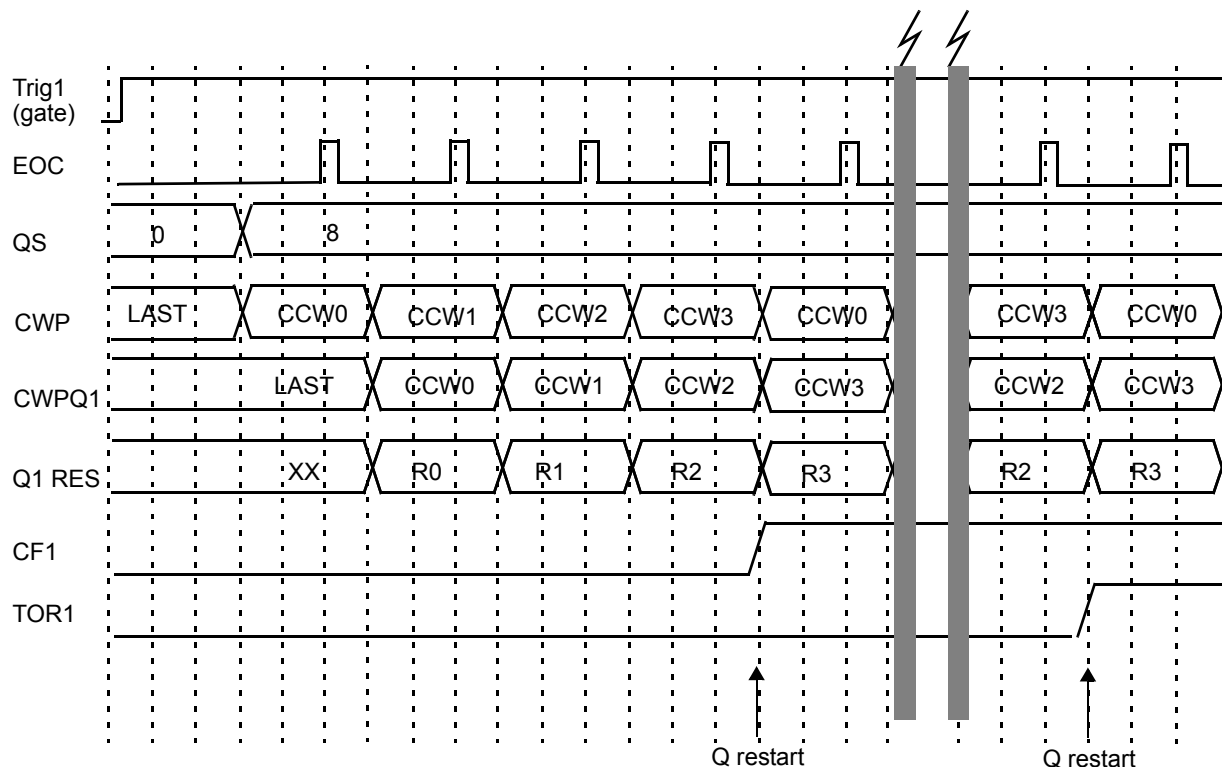 Trig1
(gate)
EOC
QS 0 8
CWP LAST CCW0 CCW1 CCW2 CCW3 CCW0 CCW3 CCW0
CWPQ1 LAST CCW0 CCW1 CCW2 CCW3 CCW2 CCW3
Q1 RES XX R0 R1 R2 R3 R2 R3
CF1
TOR1
Q restart Q restart